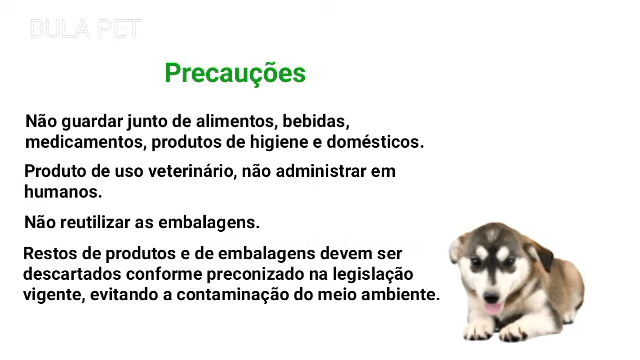 BULA PET
Precauções
Não guardar junto de alimentos, bebidas,
medicamentos, produtos de higiene e domésticos.
Produto de uso veterinário, não administrar em
humanos.
Não reutilizar as embalagens.
Restos de produtos e de embalagens devem ser
descartados conforme preconizado na legislação
vigente, evitando a contaminação do meio ambiente.